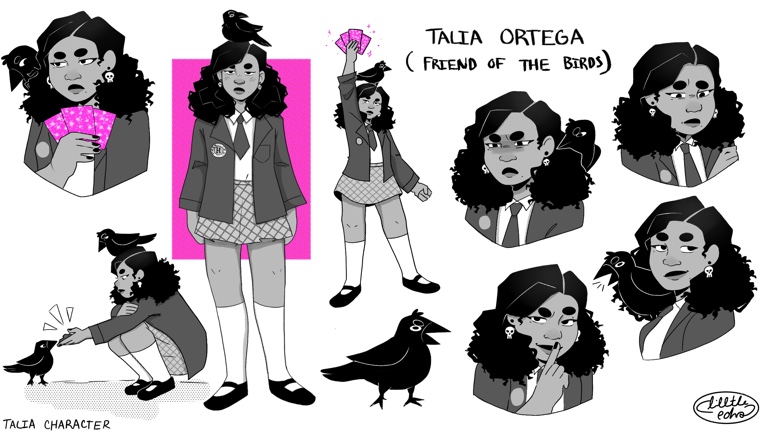 TALIA ORTEGA
(FRIEND OF THE BIRDS)
TALIA CHARACTER